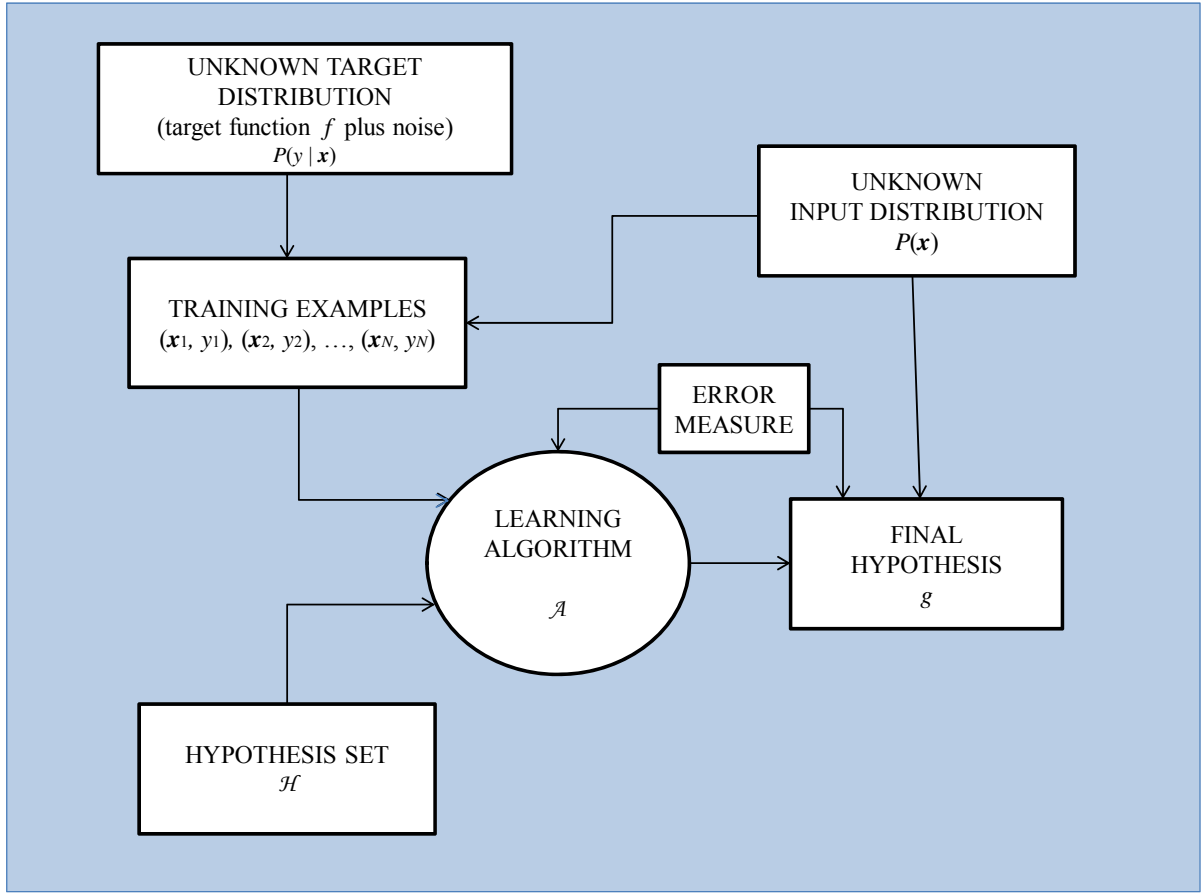 UNKNOWN TARGET
DISTRIBUTION
(target function f plus noise)
P(y | x)
UNKNOWN
INPUT DISTRIBUTION
P(x)
TRAINING EXAMPLES
(x1, y1), (x2, y2), …, (xN, yN)
ERROR
MEASURE
LEARNING
ALGORITHM
𝒜
FINAL
HYPOTHESIS
g
HYPOTHESIS SET
ℋ